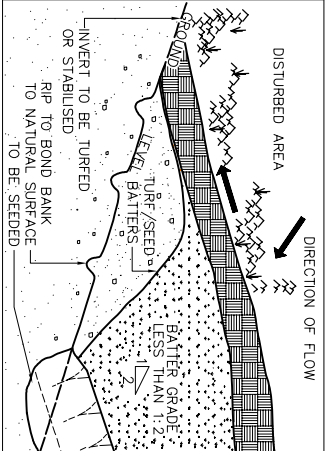 DISTURBED AREA
DIRECTION OF FLOW
GROUND
LEVEL
INVERT TO BE TURFED
OR STABILISED
TURF/SEED
BATTERS
BATTER GRADE
LESS THAN 1:2
1
2
RIP TO BOND BANK
TO NATURAL SURFACE
TO BE SEEDED